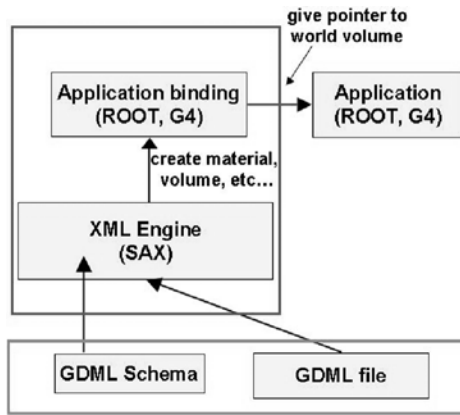 give pointer to
world volume
Application binding
(ROOT, G4)
Application
(ROOT, G4)
create material,
volume, etc...
XML Engine
(SAX)
GDML Schema
GDML file